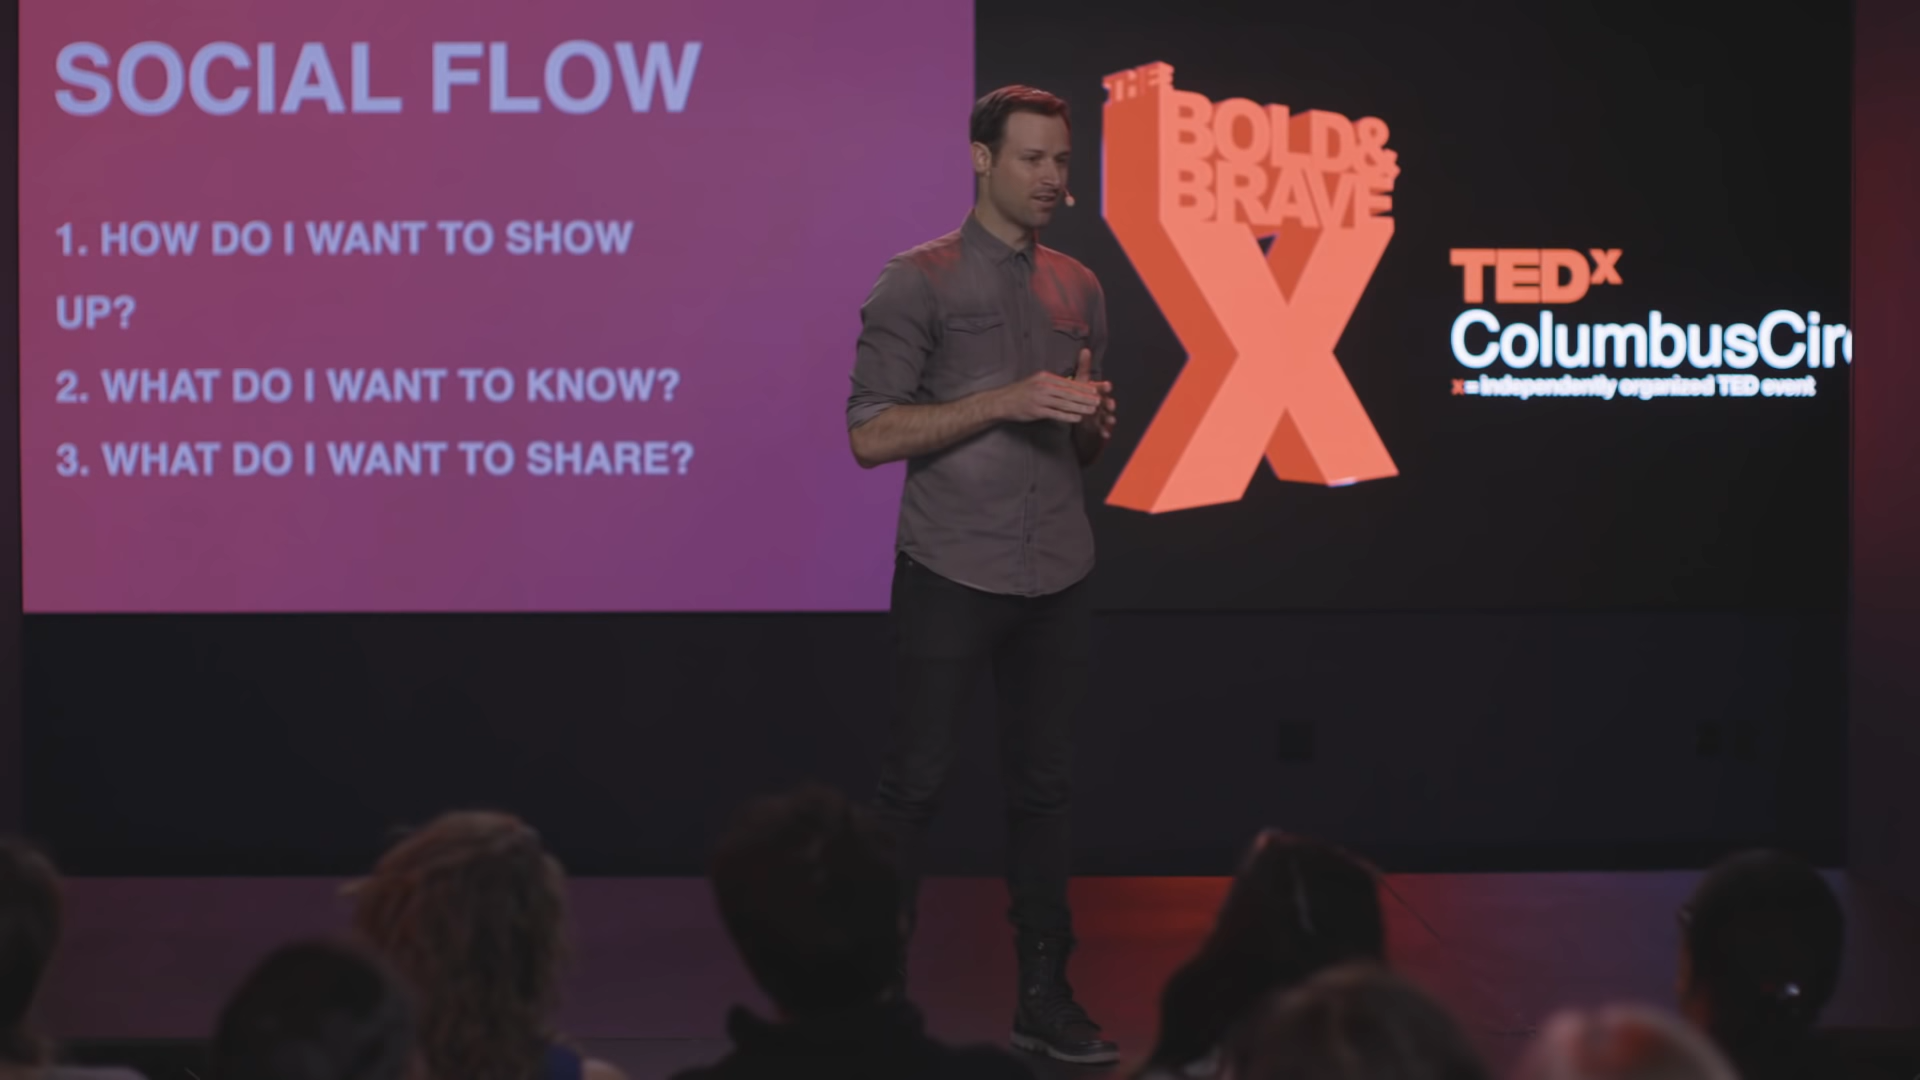 SOCIAL FLOW
1. HOW DO I WANT TO SHOW
UP?
2. WHAT DO I WANT TO KNOW?
3. WHAT DO I WANT TO SHARE?
THE
BOLD &
BRAVE
X
TEDx
ColumbusCir
x = independently organized TED event